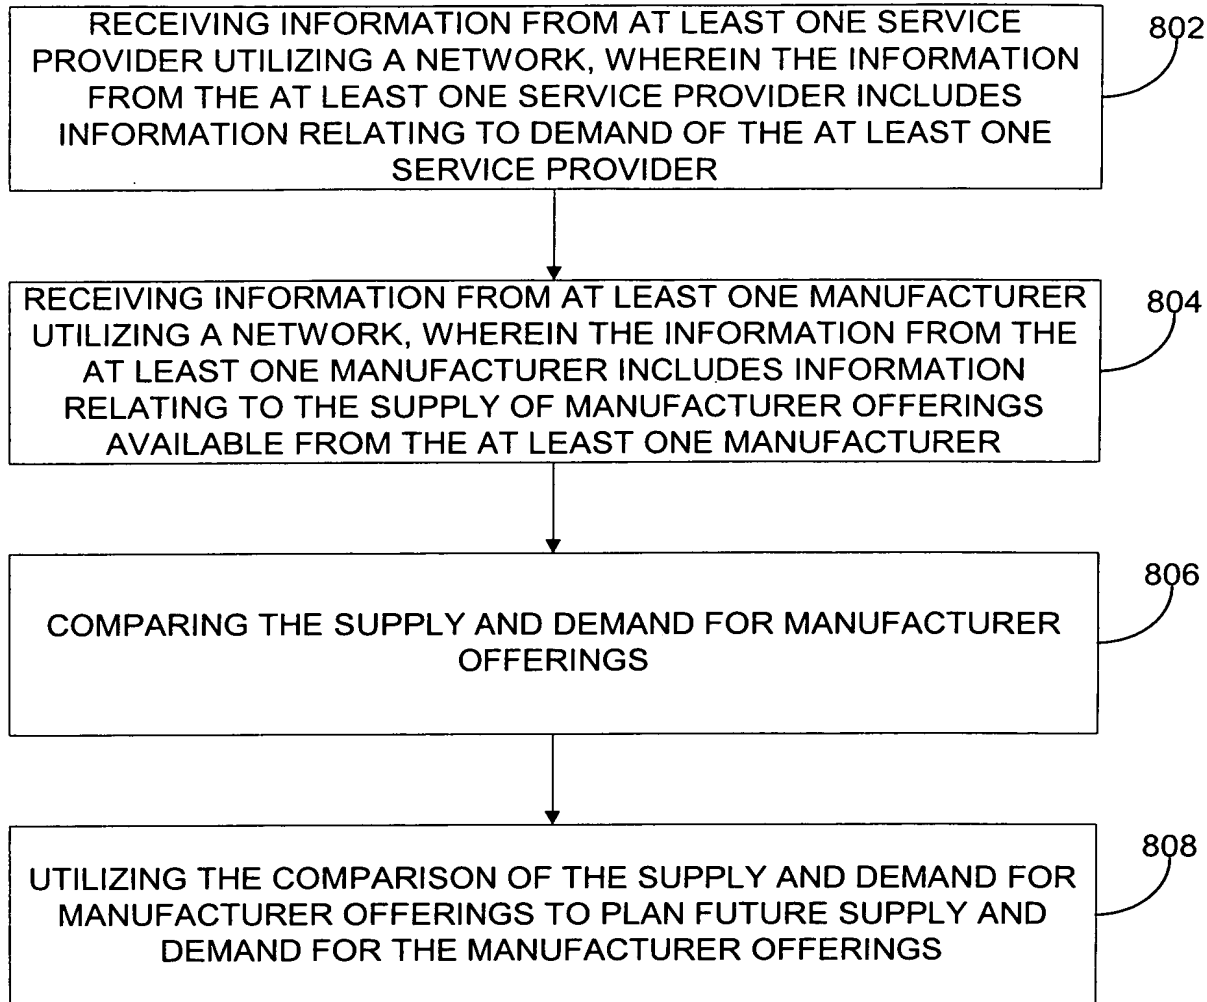 RECEIVING INFORMATION FROM AT LEAST ONE SERVICE
PROVIDER UTILIZING A NETWORK, WHEREIN THE INFORMATION
FROM THE AT LEAST ONE SERVICE PROVIDER INCLUDES
INFORMATION RELATING TO DEMAND OF THE AT LEAST ONE
SERVICE PROVIDER
802
RECEIVING INFORMATION FROM AT LEAST ONE MANUFACTURER
UTILIZING A NETWORK, WHEREIN THE INFORMATION FROM THE
AT LEAST ONE MANUFACTURER INCLUDES INFORMATION
RELATING TO THE SUPPLY OF MANUFACTURER OFFERINGS
AVAILABLE FROM THE AT LEAST ONE MANUFACTURER
804
COMPARING THE SUPPLY AND DEMAND FOR MANUFACTURER
OFFERINGS
806
UTILIZING THE COMPARISON OF THE SUPPLY AND DEMAND FOR
MANUFACTURER OFFERINGS TO PLAN FUTURE SUPPLY AND
DEMAND FOR THE MANUFACTURER OFFERINGS
808